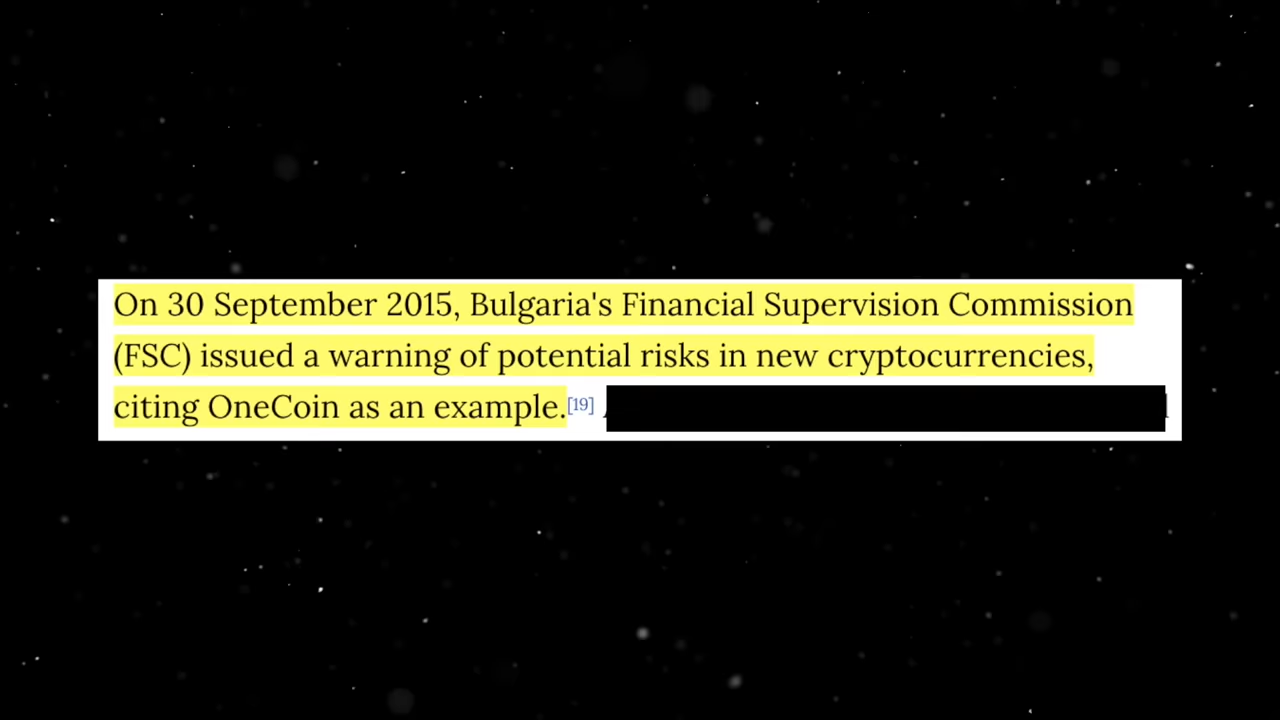 On 30 September 2015, Bulgaria's Financial Supervision Commission
(FSC) issued a warning of potential risks in new cryptocurrencies,
citing OneCoin as an example.[19]